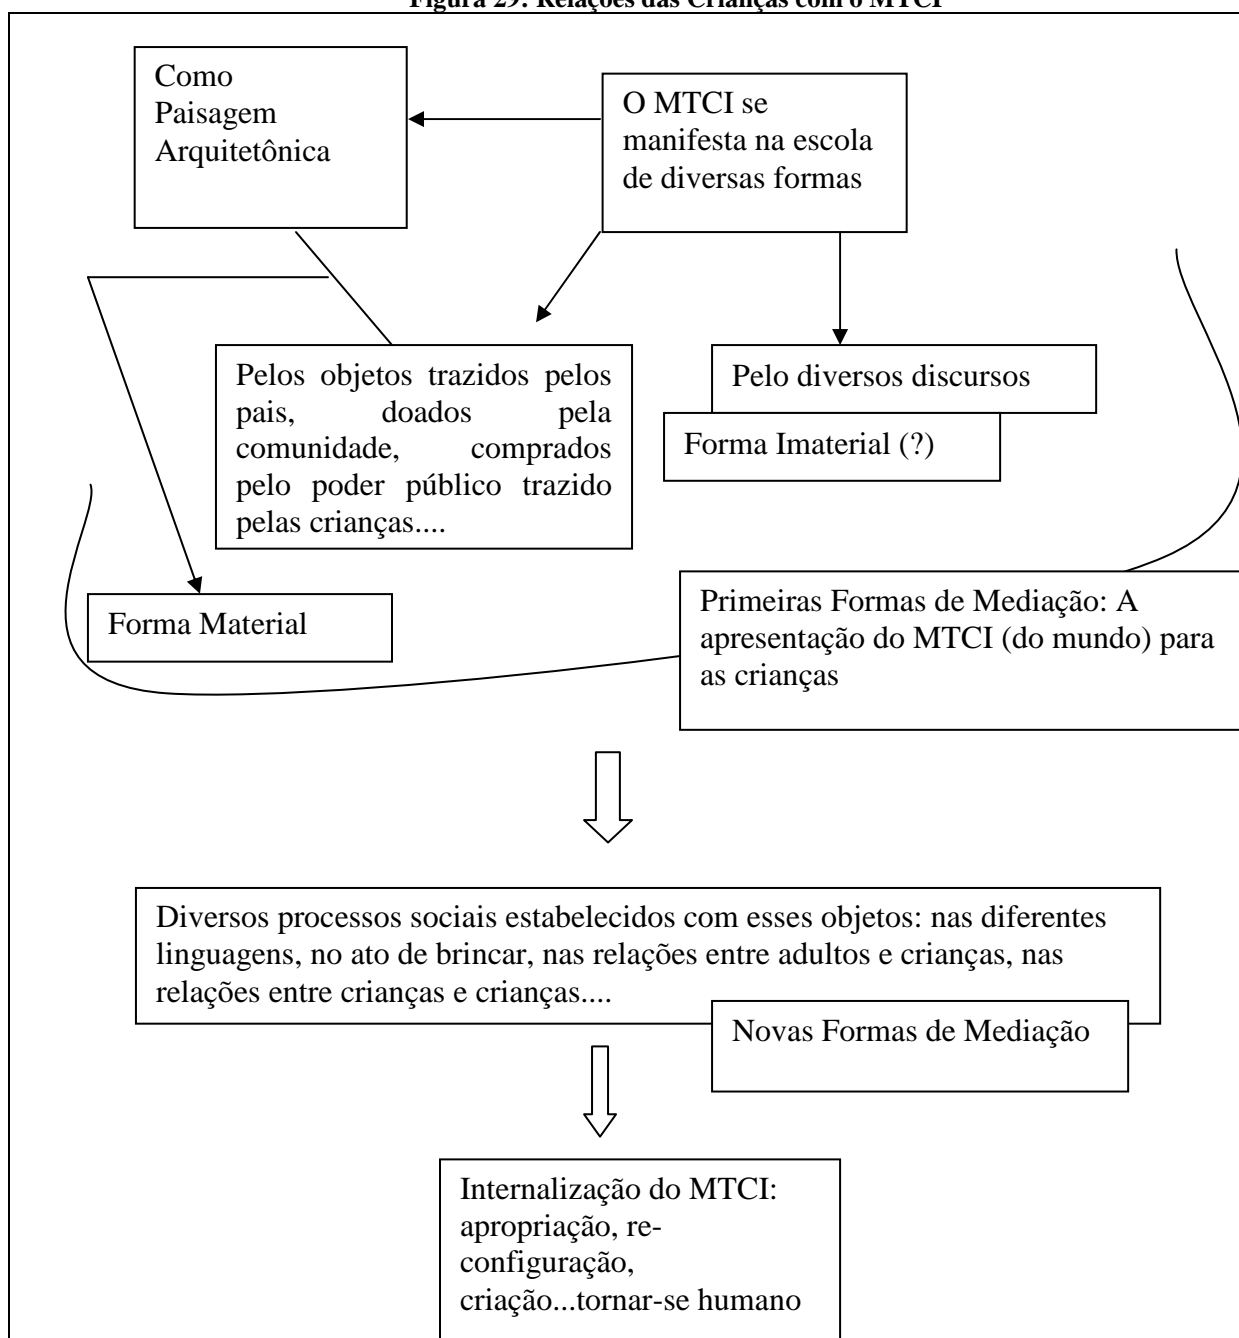 Figura 29: Relações das Crianças com o MTCI
Como
Paisagem
Arquitetônica
O MTCI se
manifesta na escola
de diversas formas
Pelos objetos trazidos pelos
pais, doados pela
comunidade, comprados
pelo poder público trazido
pelas crianças....
Pelo diversos discursos
Forma Imaterial (?)
Forma Material
Primeiras Formas de Mediação: A
apresentação do MTCI (do mundo) para
as crianças
Diversos processos sociais estabelecidos com esses objetos: nas diferentes
linguagens, no ato de brincar, nas relações entre adultos e crianças, nas
relações entre crianças e crianças....
Novas Formas de Mediação
Internalização do MTCI:
apropriação, re-
configuração,
criação...tornar-se humano